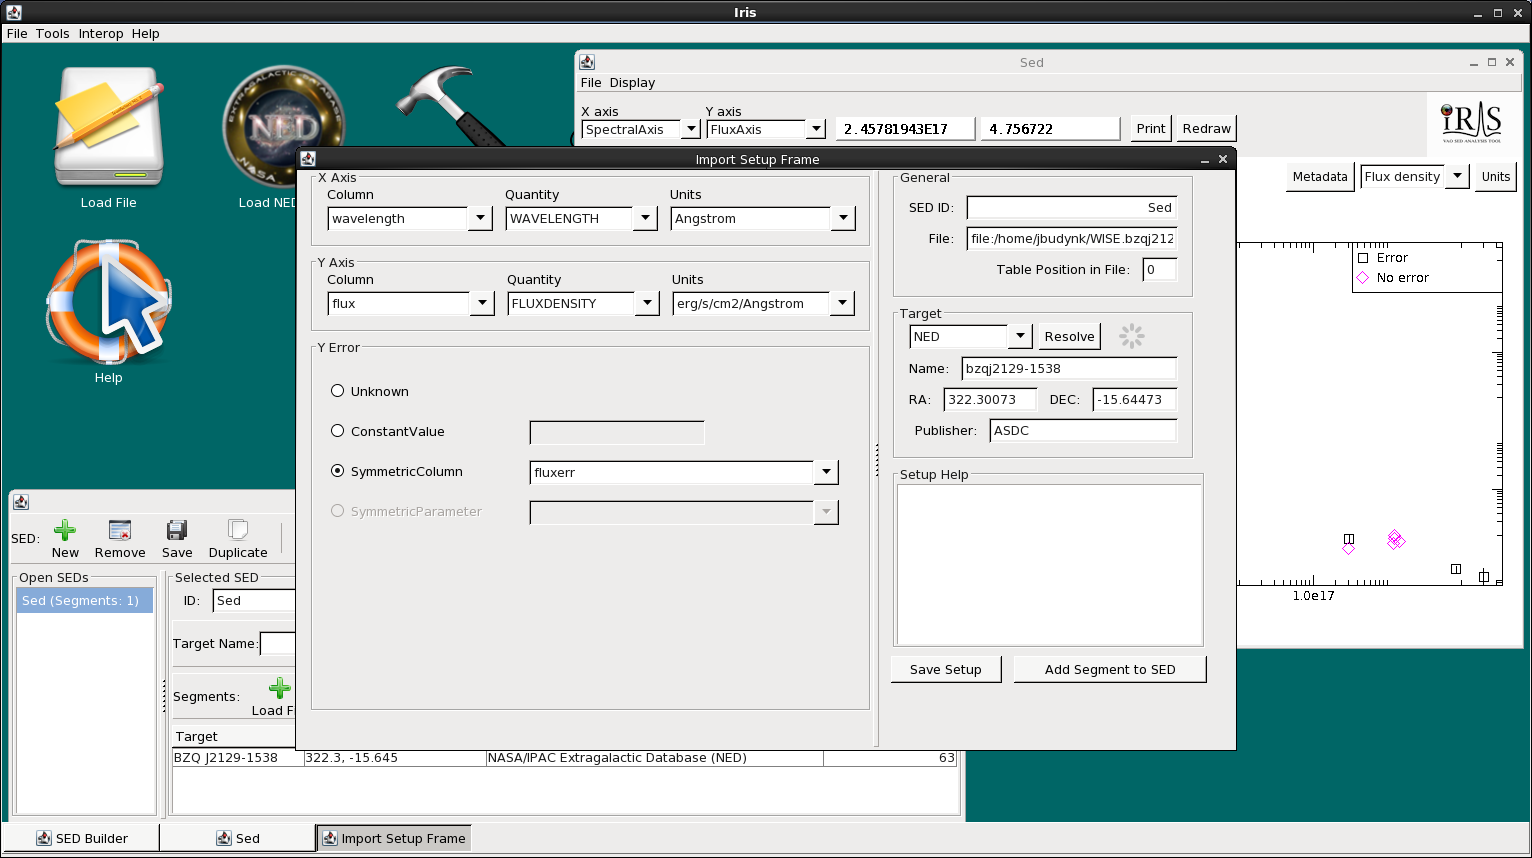 Iris
File Tools Interop Help
Load File
Load NED
Help
Sed
File Display
X axis
Y axis
SpectralAxis
FluxAxis
2.45781943E17
4.756722
Print
Redraw
IRIS
VAO SED ANALYSIS TOOL
Metadata
Flux density
Units
Error
No error
1.0e17
Import Setup Frame
X Axis
Column
Quantity
Units
wavelength
WAVELENGTH
Angstrom
Y Axis
Column
Quantity
Units
flux
FLUXDENSITY
erg/s/cm2/Angstrom
Y Error
Unknown
ConstantValue
SymmetricColumn
fluxerr
SymmetricParameter
General
SED ID:
Sed
File:
file:/home/jbudynk/WISE.bzqj212
Table Position in File:
0
Target
NED
Resolve
Name:
bzqj2129-1538
RA:
322.30073
DEC:
-15.64473
Publisher:
ASDC
Setup Help
Save Setup
Add Segment to SED
SED:
New
Remove
Save
Duplicate
Open SEDs
Sed (Segments: 1)
Selected SED
ID:
Sed
Target Name:
Segments:
Load Fi
Target
BZQ J2129-1538
322.3, -15.645
NASA/IPAC Extragalactic Database (NED)
63
SED Builder
Sed
Import Setup Frame